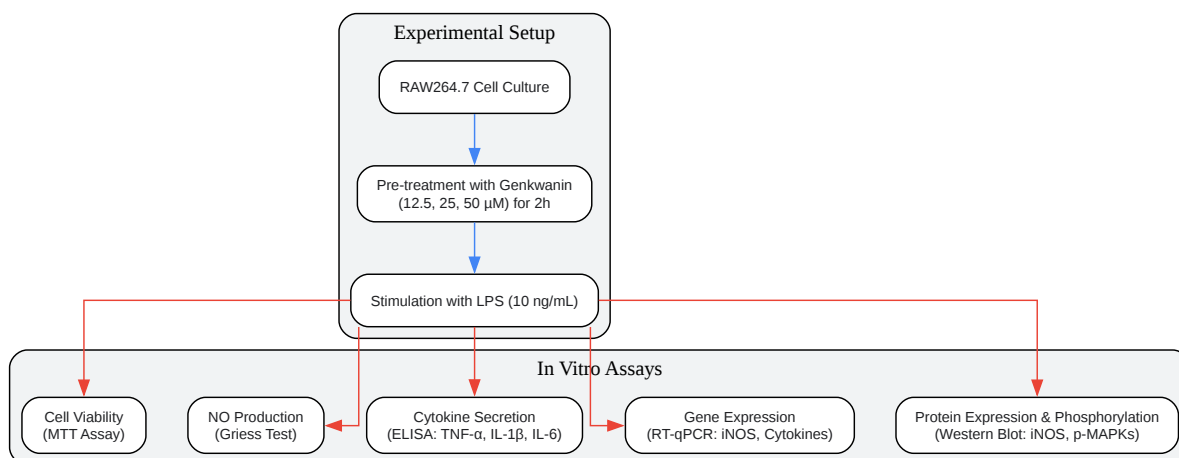 Experimental Setup
RAW264.7 Cell Culture
Pre-treatment with Genkwanin
(12.5, 25, 50 µM) for 2h
Stimulation with LPS (10 ng/mL)
In Vitro Assays
Cell Viability
(MTT Assay)
NO Production
(Griess Test)
Cytokine Secretion
(ELISA: TNF-α, IL-1β, IL-6)
Gene Expression
(RT-qPCR: iNOS, Cytokines)
Protein Expression & Phosphorylation
(Western Blot: iNOS, p-MAPKs)